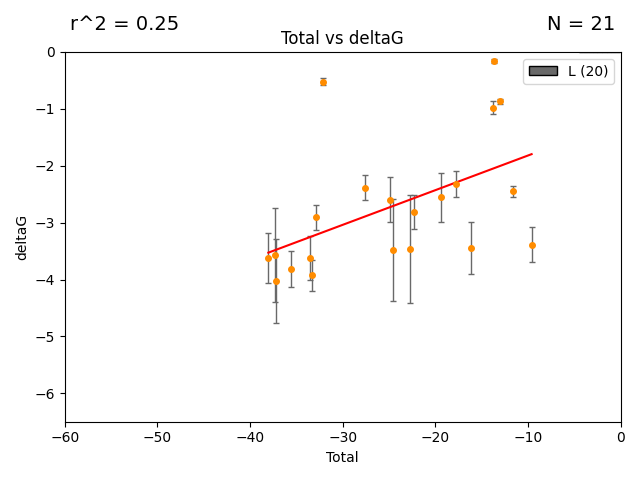 r^2 = 0.25
N = 21
Total vs deltaG
L (20)
0
−1
−2
−3
−4
−5
−6
deltaG
−60
−50
−40
−30
−20
−10
0
Total